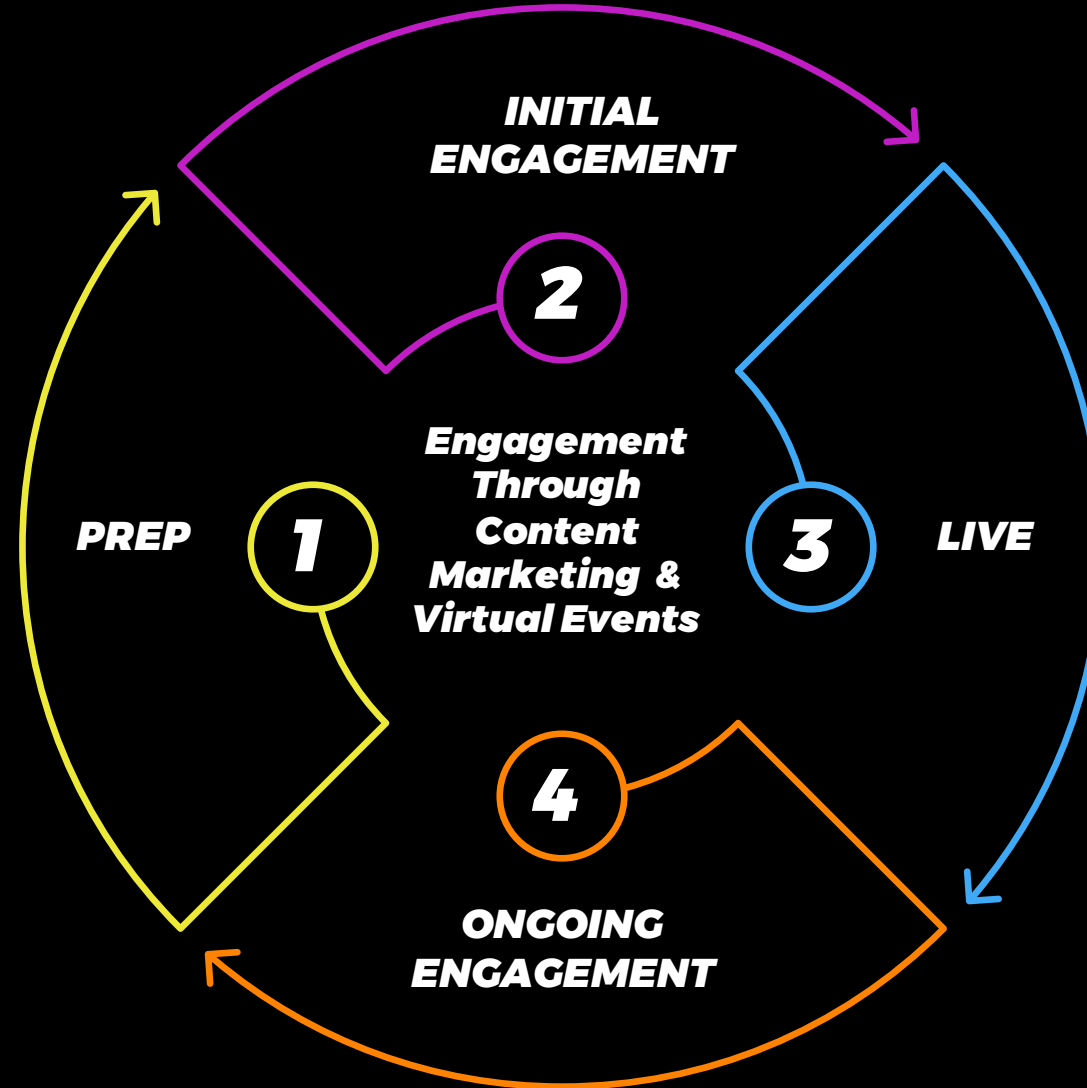 INITIAL
ENGAGEMENT
2
Engagement
Through
Content
Marketing &
Virtual Events
PREP
1
3
LIVE
4
ONGOING
ENGAGEMENT